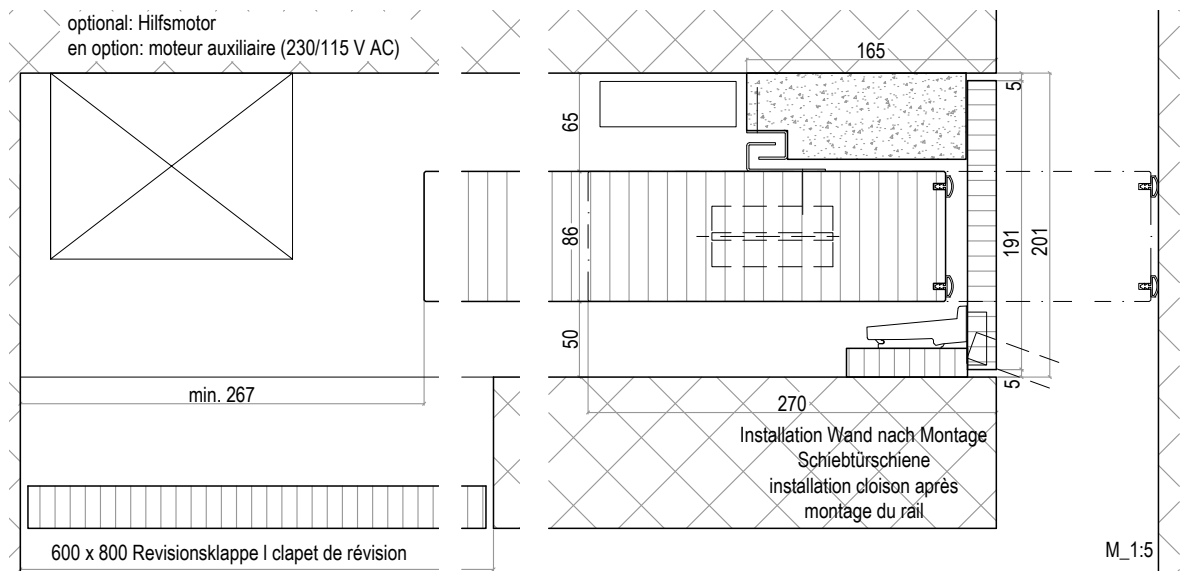 optional: Hilfsmotor
en option: moteur auxiliaire (230/115 V AC)
165
5
65
86
191
201
50
5
min. 267
270
Installation Wand nach Montage
Schiebtürschiene
installation cloison après
montage du rail
600 x 800 Revisionsklappe I clapet de révision
M_1:5